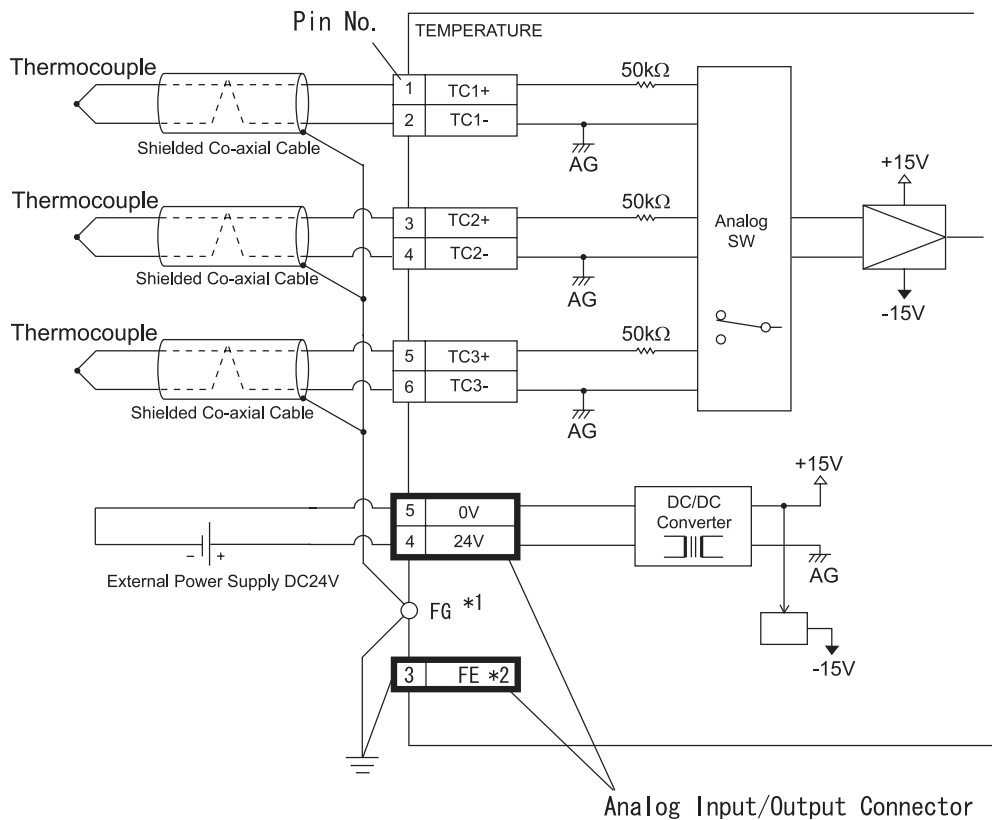 Pin No.
TEMPERATURE
Thermocouple
1 TC1+
2 TC1-
50kΩ
AG
Shielded Co-axial Cable
Thermocouple
3 TC2+
4 TC2-
50kΩ
AG
Shielded Co-axial Cable
Analog
SW
+15V
-15V
Thermocouple
5 TC3+
6 TC3-
50kΩ
AG
Shielded Co-axial Cable
5 0V
4 24V
- +
External Power Supply DC24V
DC/DC
Converter
+15V
AG
-15V
FG *1
3 FE *2
Analog Input/Output Connector